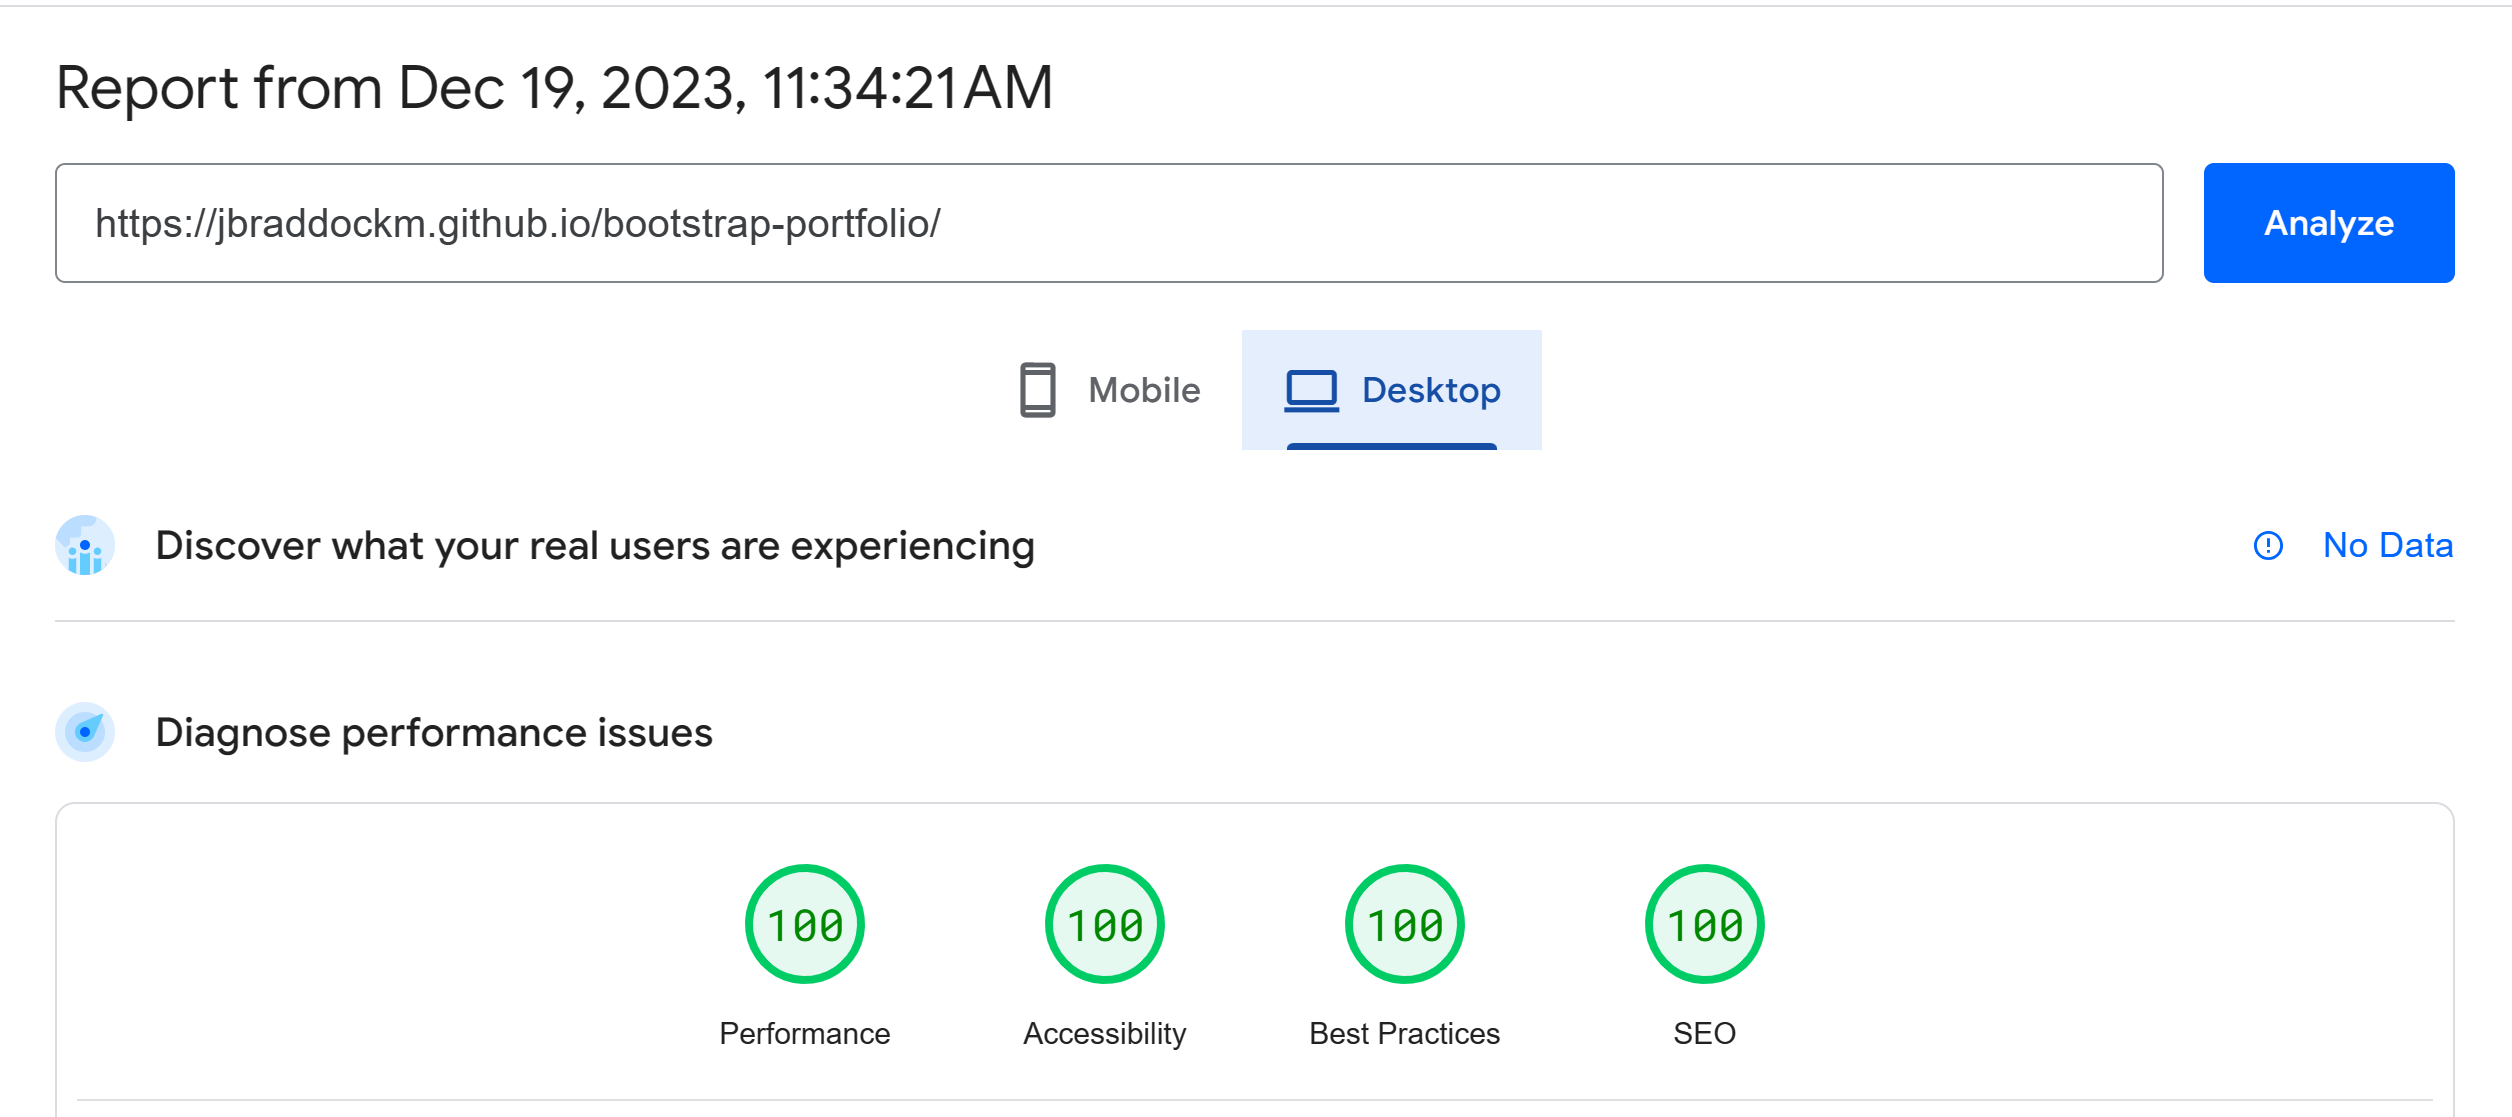 Report from Dec 19, 2023, 11:34:21 AM
https://jbraddockm.github.io/bootstrap-portfolio/
Analyze
Mobile
Desktop
Discover what your real users are experiencing
No Data
Diagnose performance issues
100
100
100
100
Performance
Accessibility
Best Practices
SEO